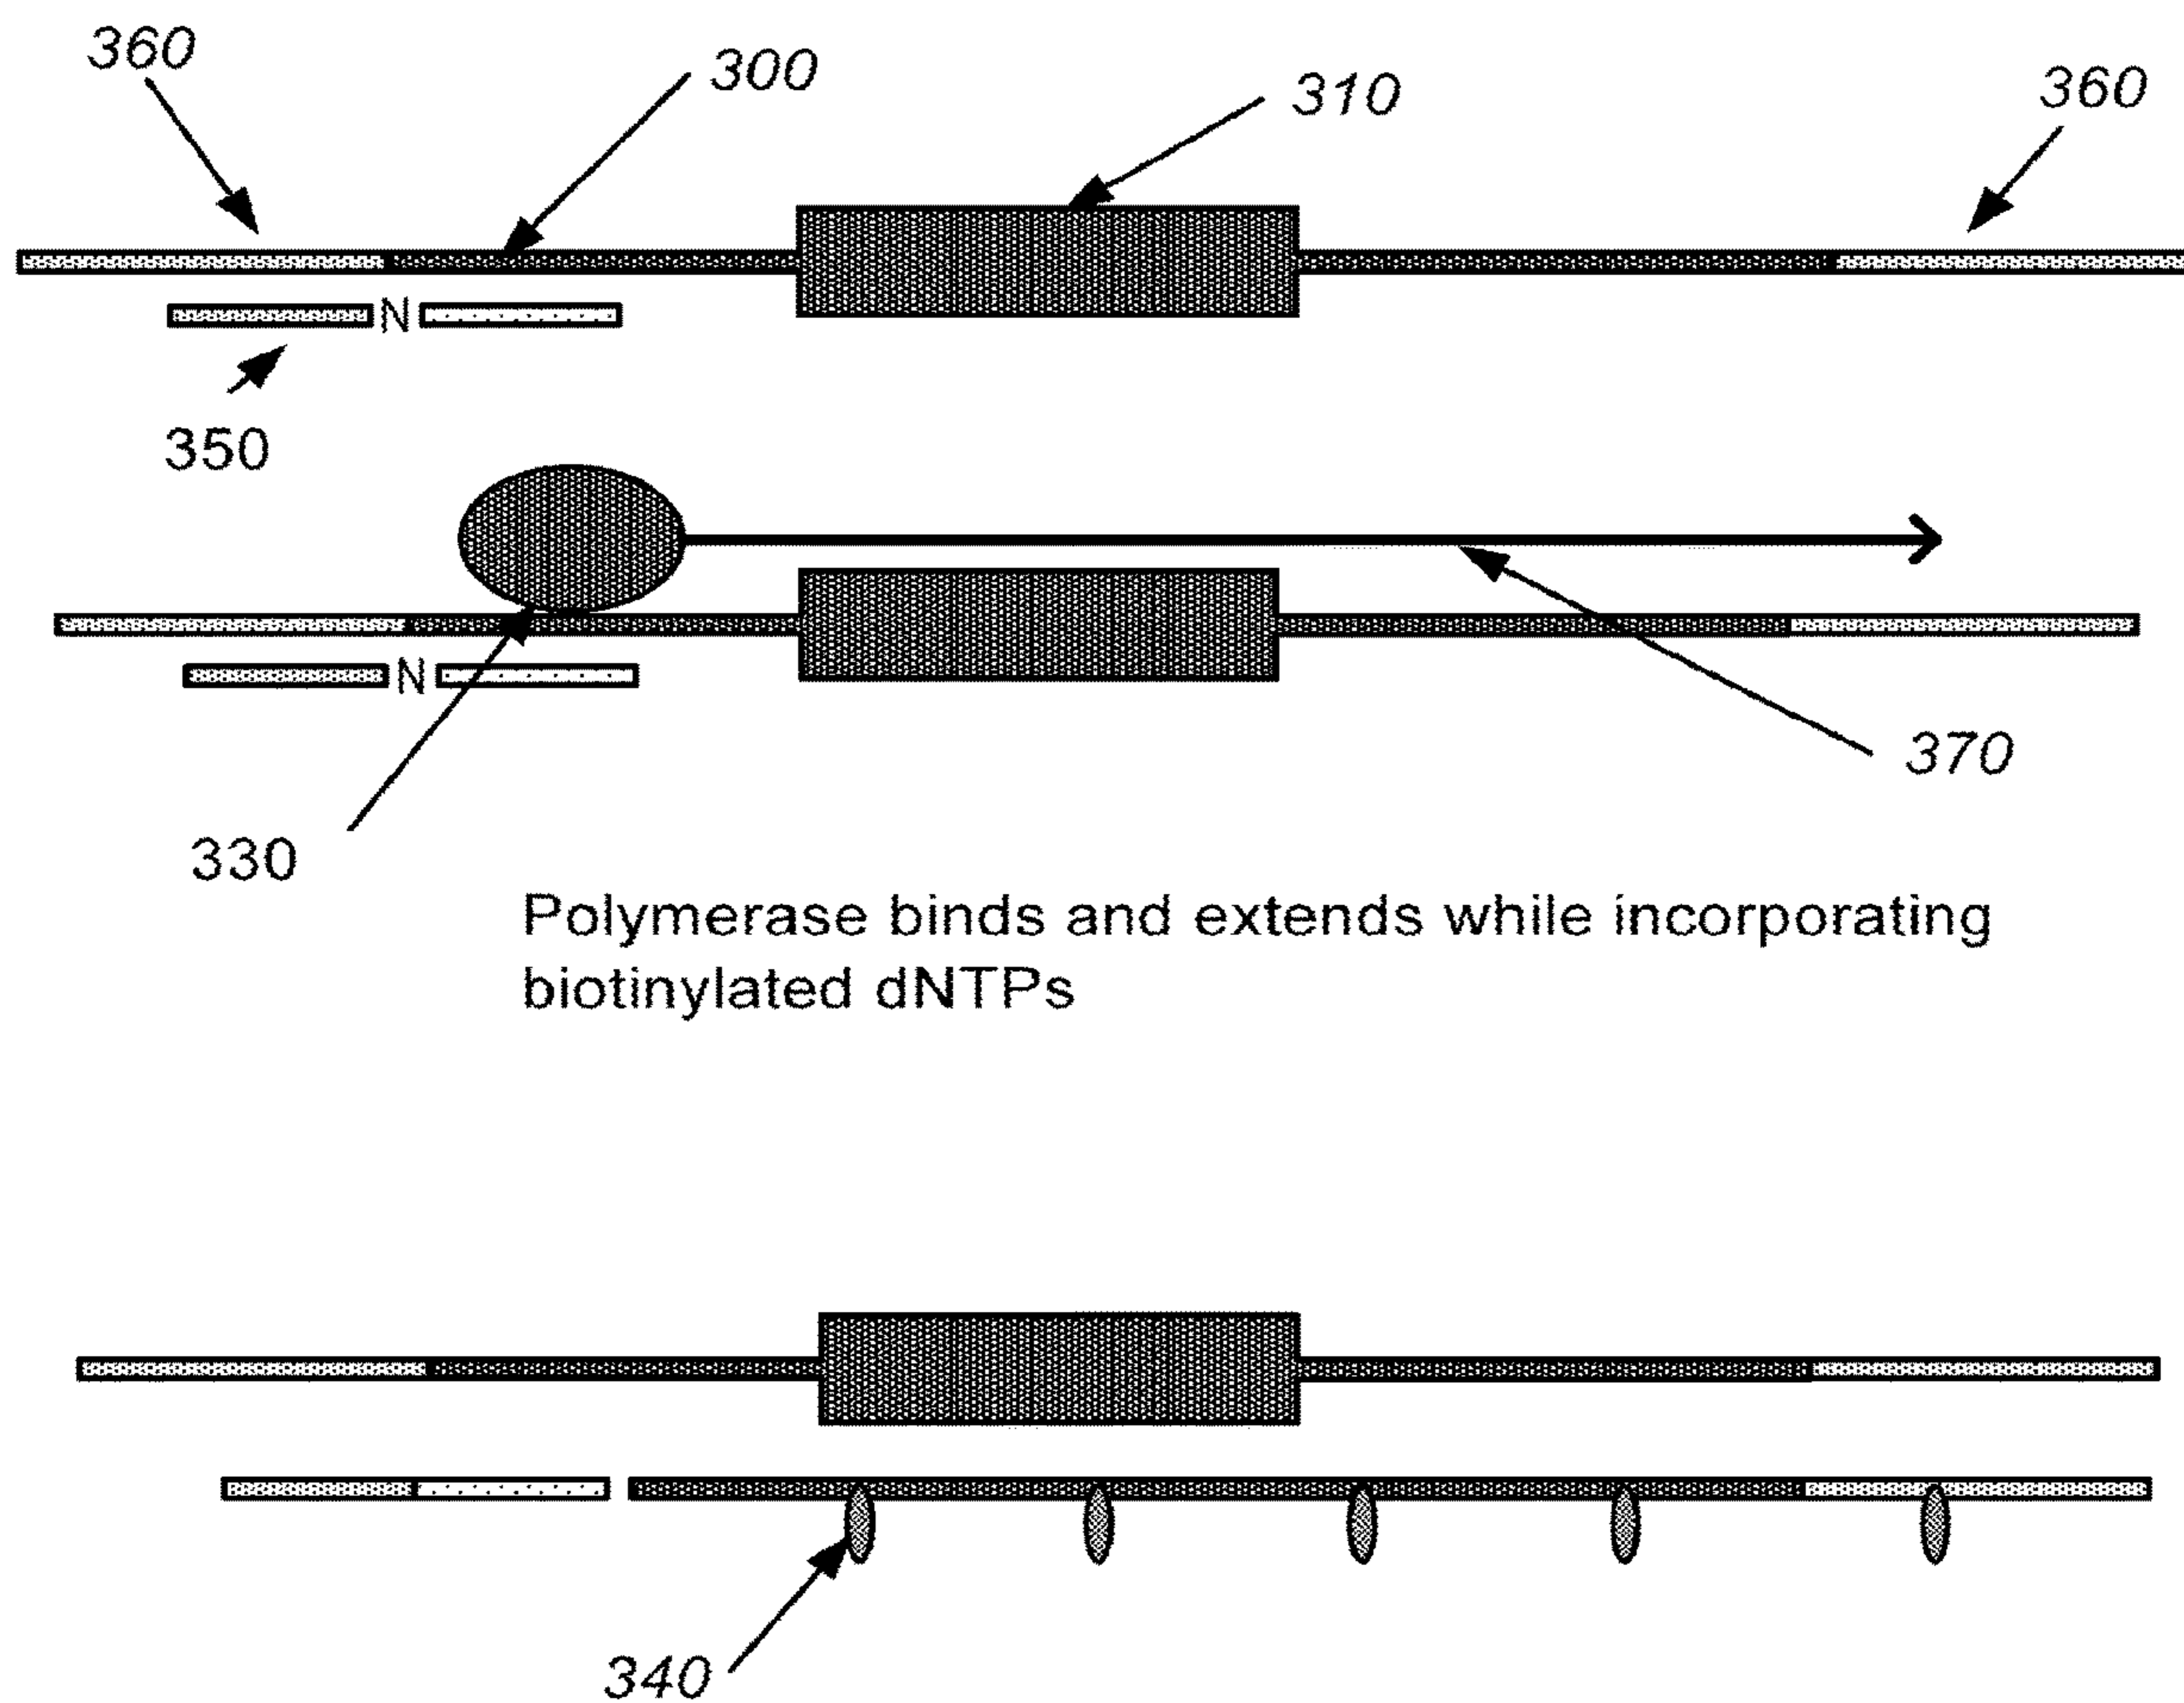 360
300
310
360
N
350
N
370
330
Polymerase binds and extends while incorporating
biotinylated dNTPs
340